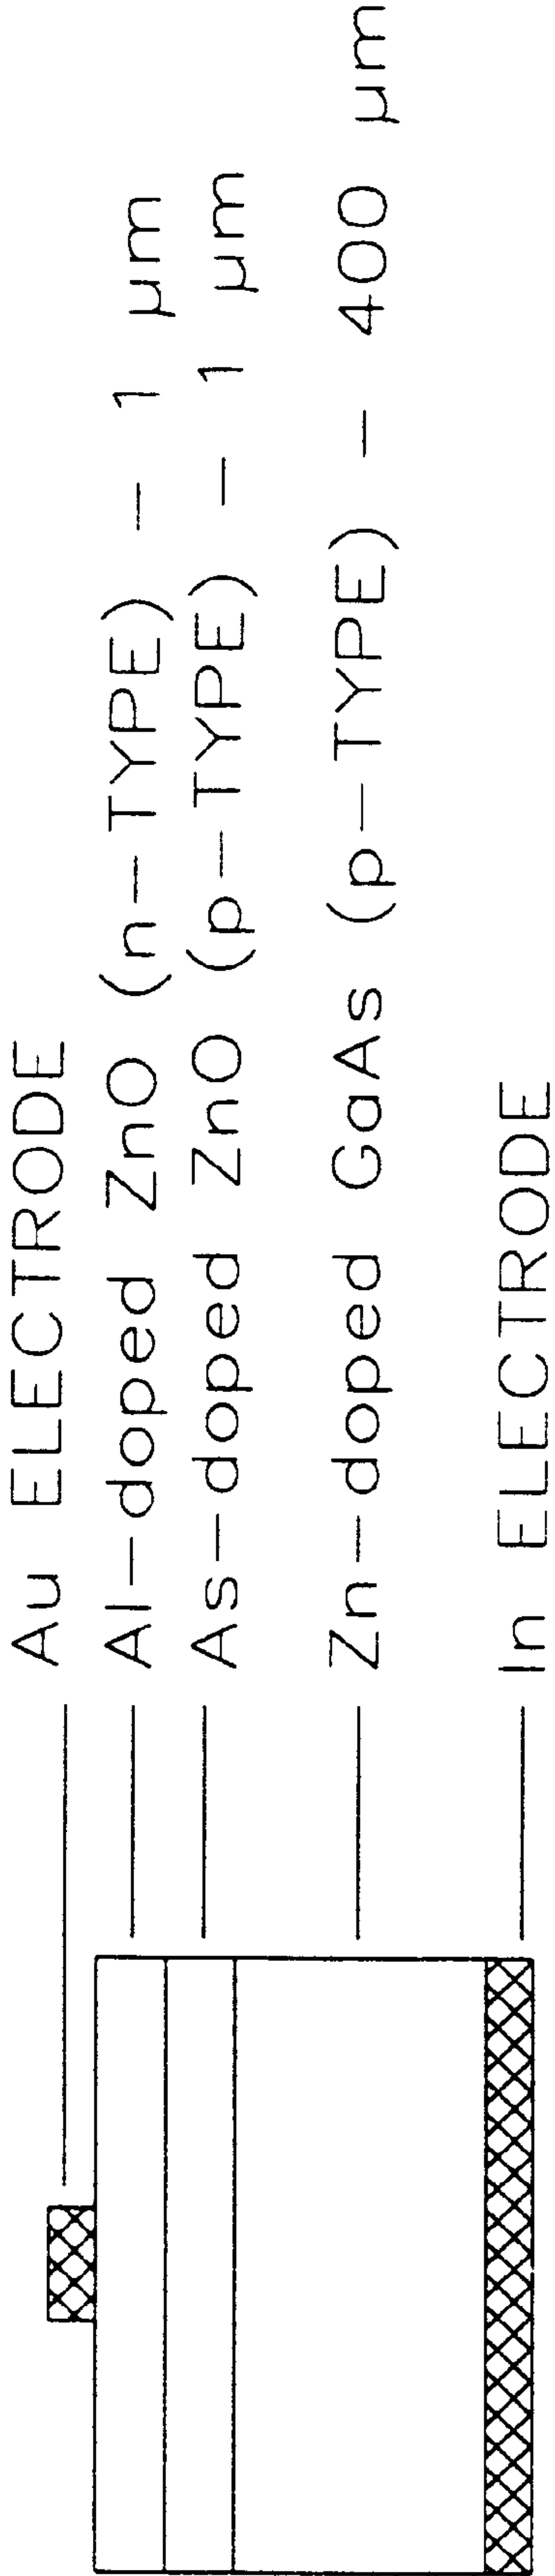 Au ELECTRODE
Al-doped ZnO (n-TYPE) - 1 μm
As-doped ZnO (p-TYPE) - 1 μm
Zn-doped GaAs (p-TYPE) - 400 μm
In ELECTRODE